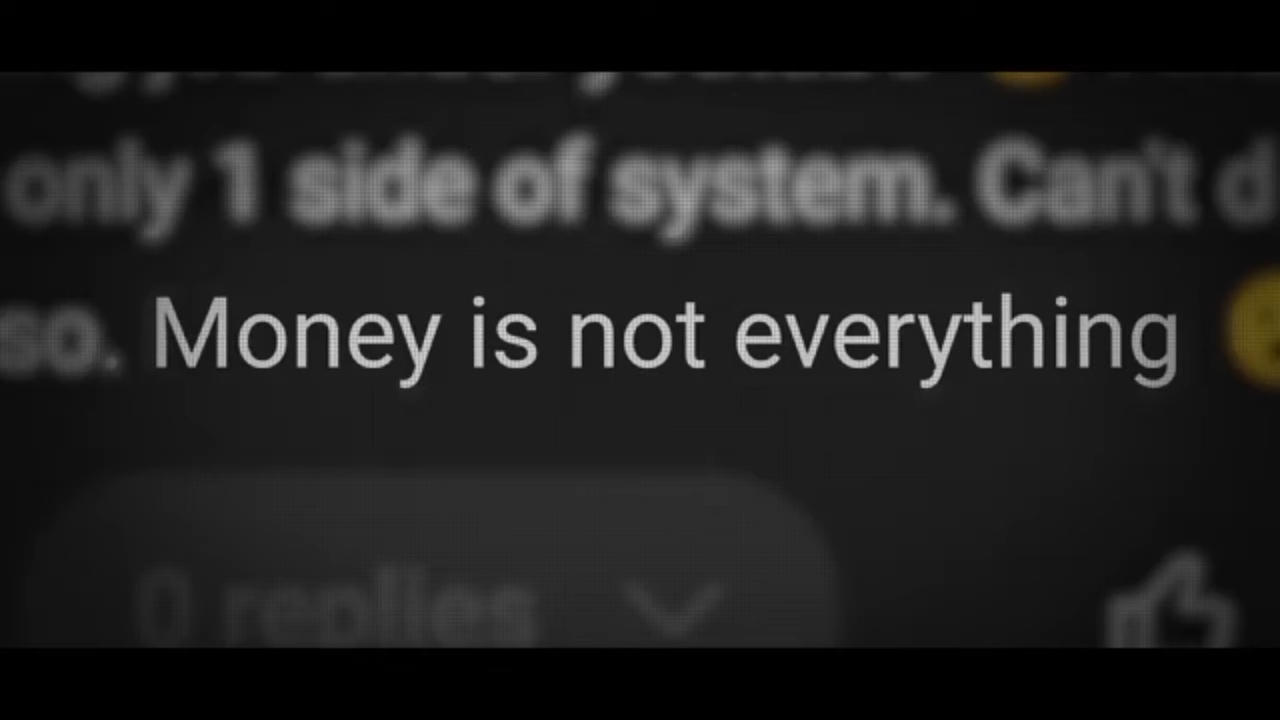 only 1 side of system. Can't
so. Money is not everything
0 replies